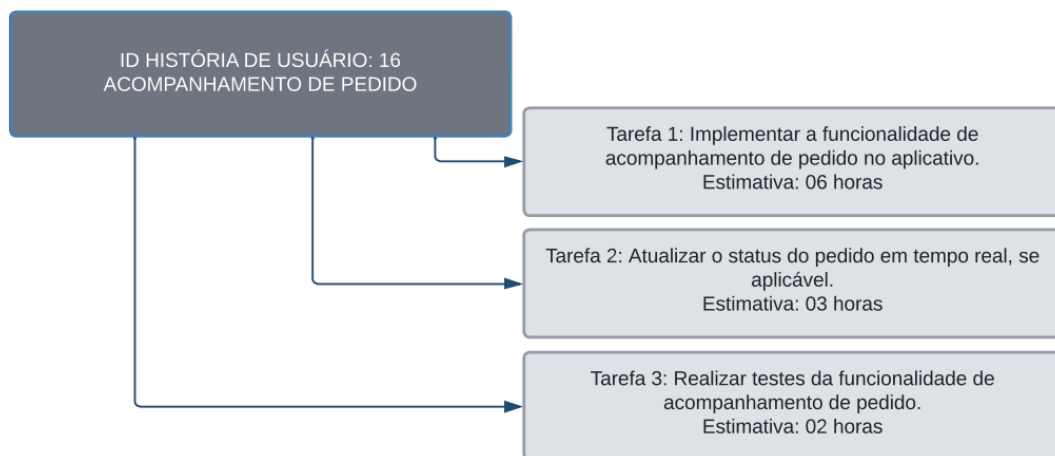 ID HISTÓRIA DE USUÁRIO: 16
ACOMPANHAMENTO DE PEDIDO
Tarefa 1: Implementar a funcionalidade de
acompanhamento de pedido no aplicativo.
Estimativa: 06 horas
Tarefa 2: Atualizar o status do pedido em tempo real, se
aplicável.
Estimativa: 03 horas
Tarefa 3: Realizar testes da funcionalidade de
acompanhamento de pedido.
Estimativa: 02 horas